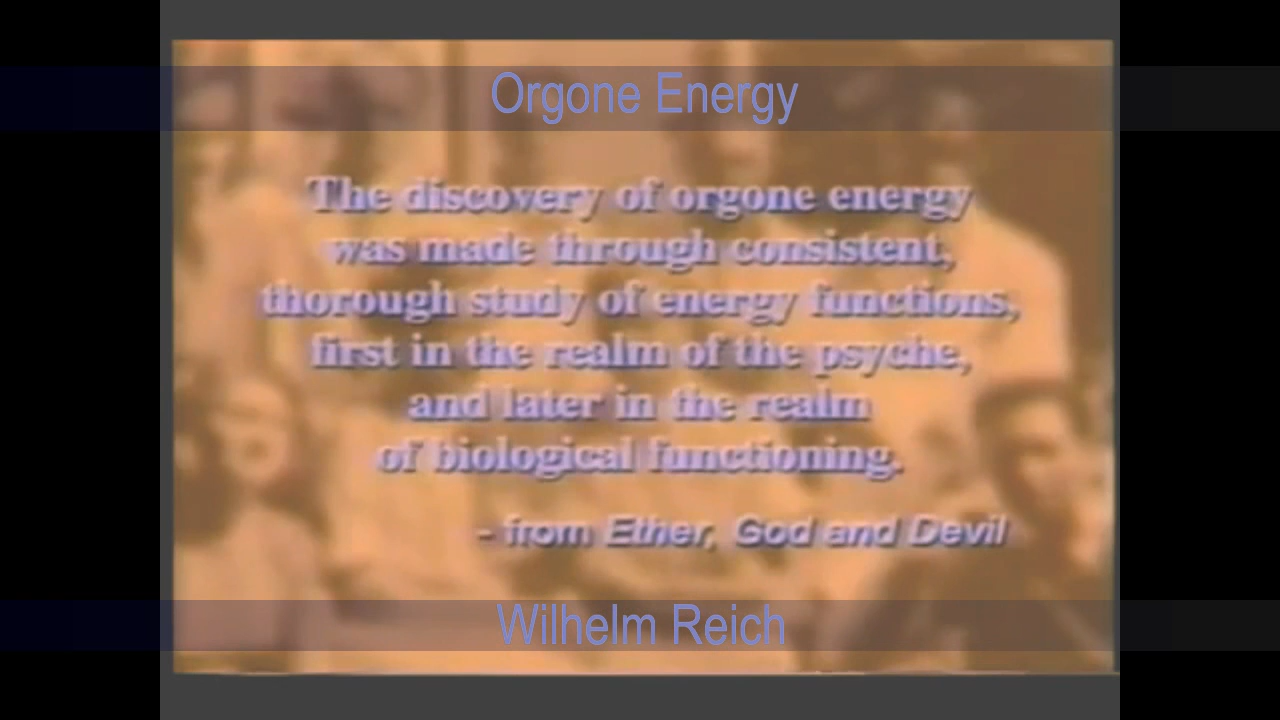 Orgone Energy
The discovery of orgone energy
was made through consistent,
thorough study of energy functions,
first in the realm of the psyche,
and later in the realm
of biological functioning.
- from Ether, God and Devil
Wilhelm Reich